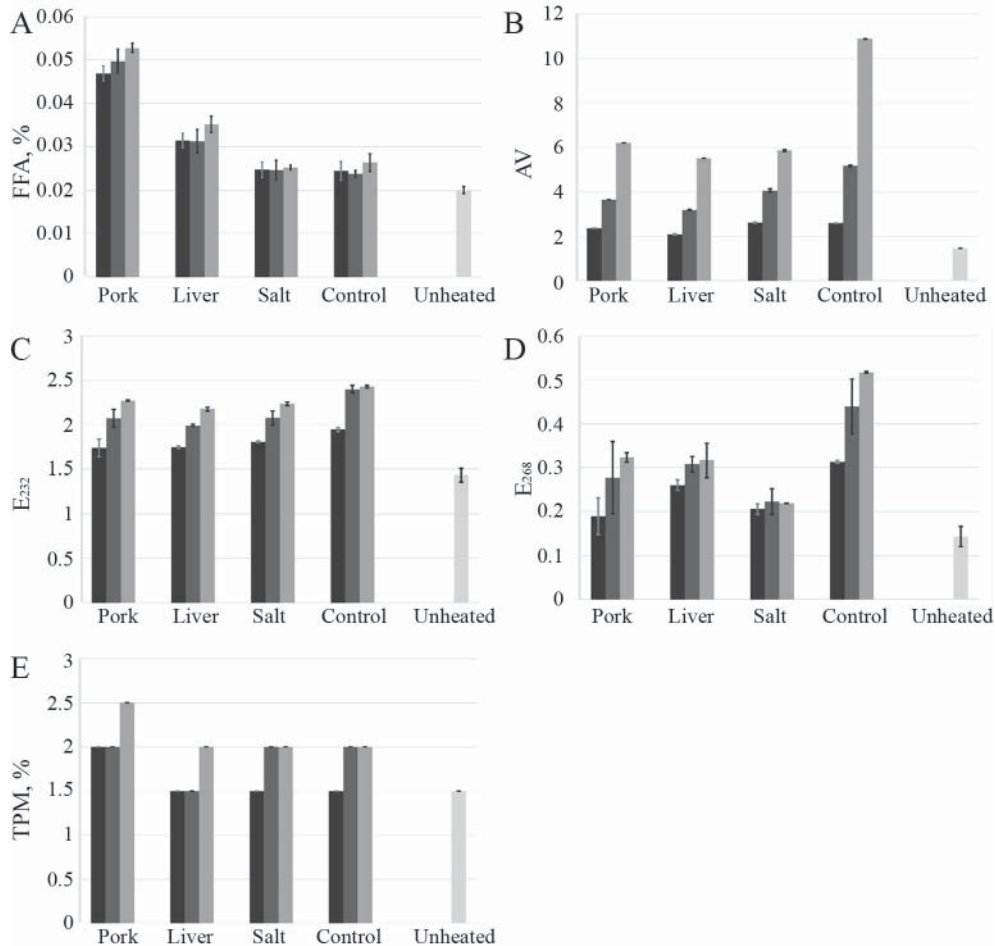 A
FFA, %
0.06
0.05
0.04
0.03
0.02
0.01
0
Pork Liver Salt Control Unheated
B
AV
12
10
8
6
4
2
0
Pork Liver Salt Control Unheated
C
E232
3
2.5
2
1.5
1
0.5
0
Pork Liver Salt Control Unheated
D
E268
0.6
0.5
0.4
0.3
0.2
0.1
0
Pork Liver Salt Control Unheated
E
TPM, %
3
2.5
2
1.5
1
0.5
0
Pork Liver Salt Control Unheated